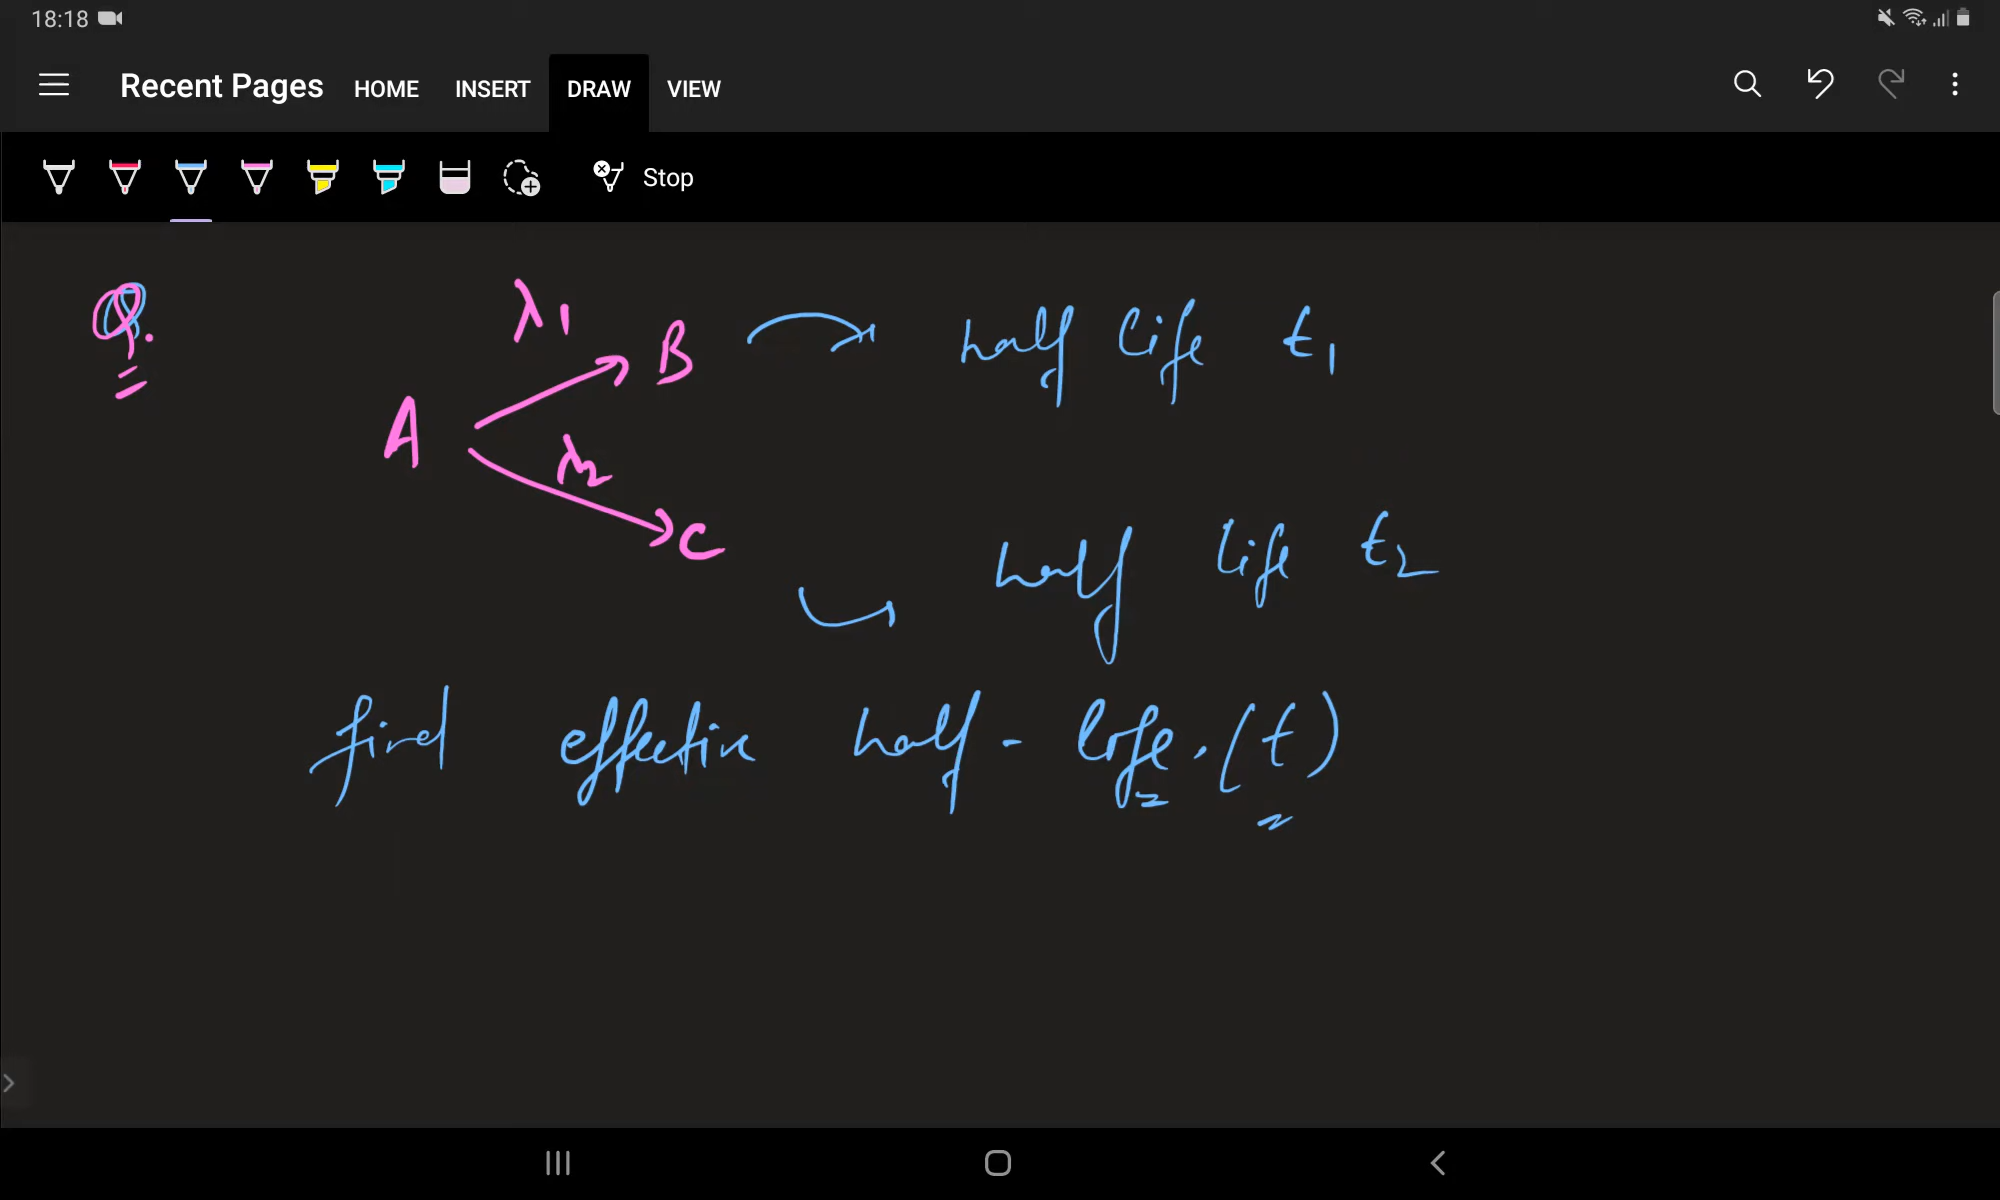 18:18
Recent Pages HOME INSERT DRAW VIEW
Stop
Q.
λ1
B half life t1
A
λ2
C
half life t2
find effective half-life. (t)